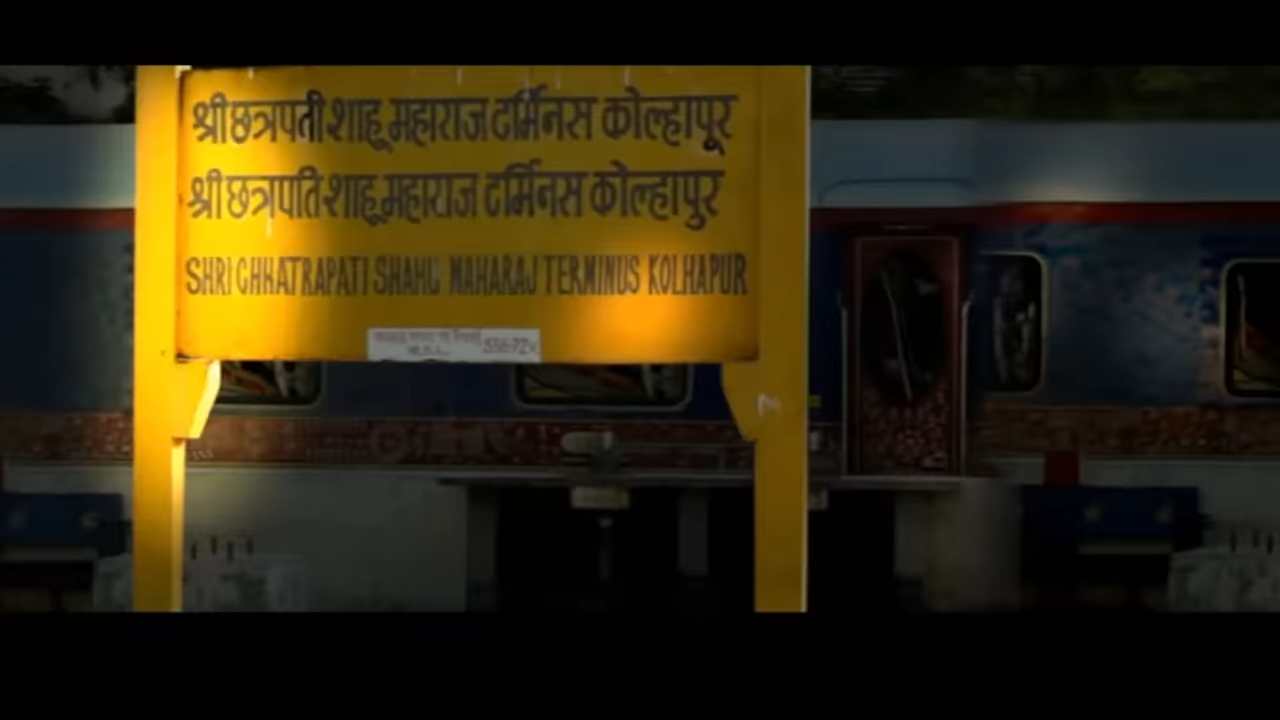 श्री छत्रपती शाहू महाराज टर्मिनस कोल्हापूर
श्री छत्रपति शाहू महाराज टर्मिनस कोल्हापुर
SHRI CHHATRAPATI SHAHU MAHARAJ TERMINUS KOLHAPUR